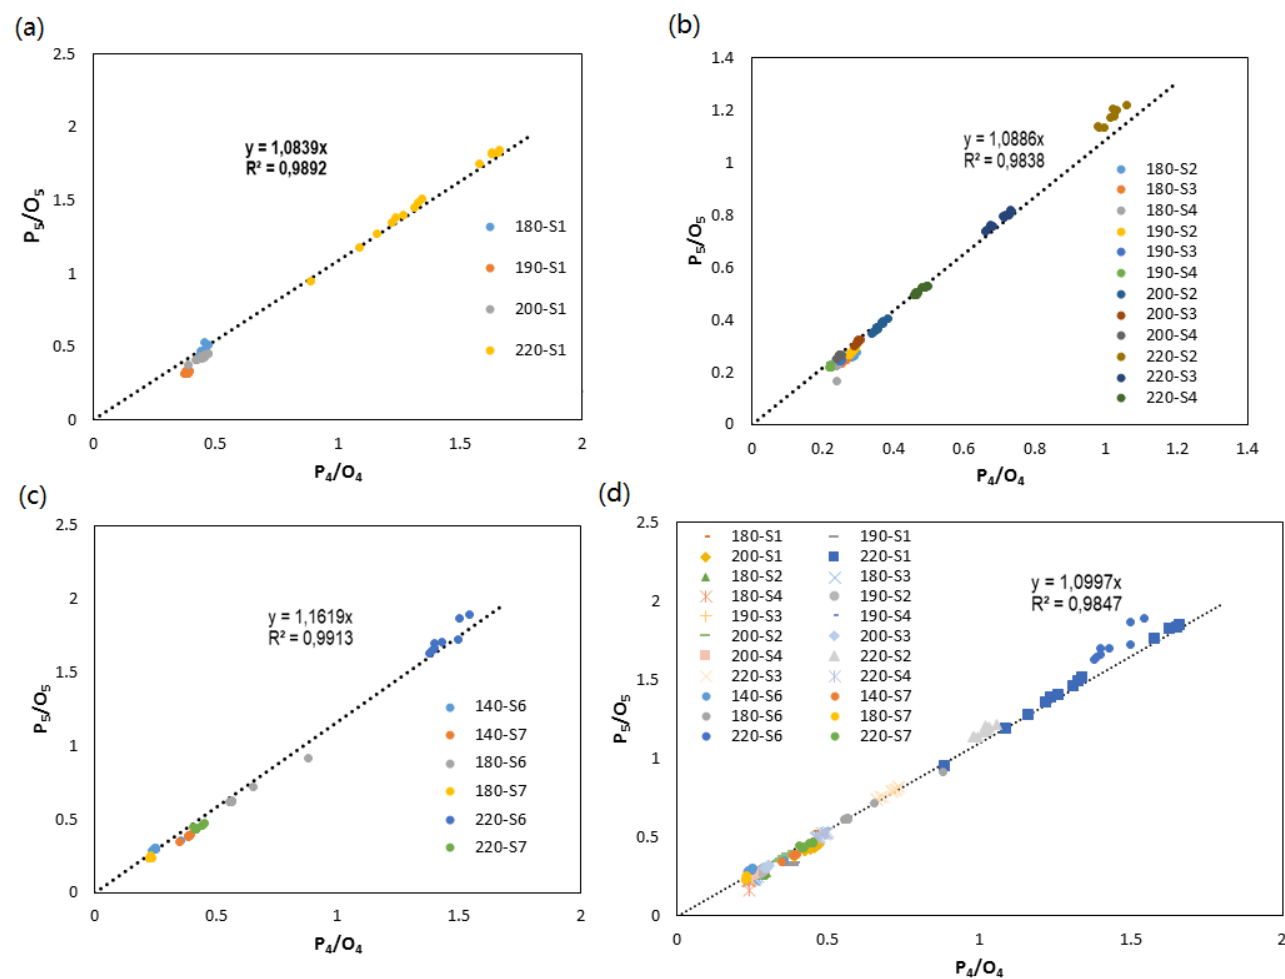 (a)
2.5
2
1.5
1
0.5
0
P₅/O₅
y = 1,0839x
R² = 0,9892
180-S1
190-S1
200-S1
220-S1
0 0.5 1 1.5 2
P₄/O₄
(b)
1.4
1.2
1
0.8
0.6
0.4
0.2
0
P₅/O₅
y = 1,0886x
R² = 0,9838
180-S2
180-S3
180-S4
190-S2
190-S3
190-S4
200-S2
200-S3
200-S4
220-S2
220-S3
220-S4
0 0.2 0.4 0.6 0.8 1 1.2 1.4
P₄/O₄
(c)
2.5
2
1.5
1
0.5
0
P₅/O₅
y = 1,1619x
R² = 0,9913
140-S6
140-S7
180-S6
180-S7
220-S6
220-S7
0 0.5 1 1.5 2
P₄/O₄
(d)
2.5
2
1.5
1
0.5
0
P₅/O₅
180-S1 190-S1
200-S1 220-S1
180-S2 180-S3
180-S4 190-S2
190-S3 190-S4
200-S2 200-S3
200-S4 220-S2
220-S3 220-S4
140-S6 140-S7
180-S6 180-S7
220-S6 220-S7
y = 1,0997x
R² = 0,9847
0 0.5 1 1.5 2
P₄/O₄